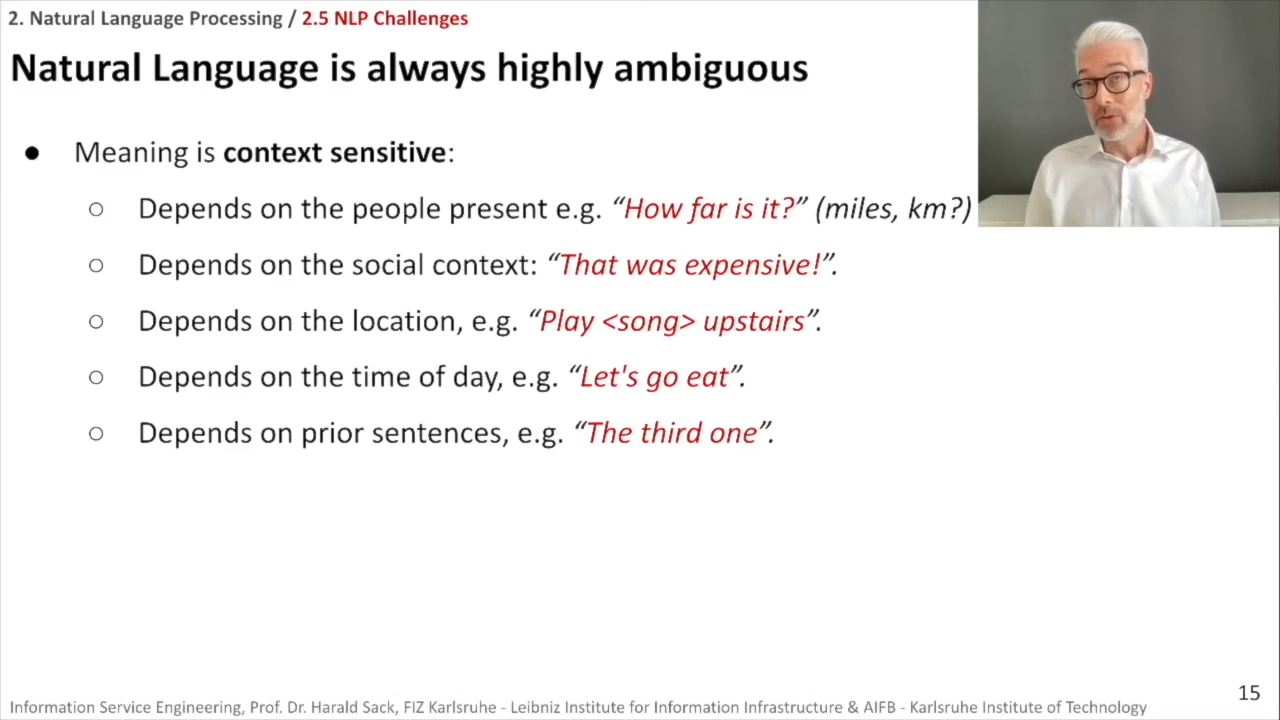 2. Natural Language Processing / 2.5 NLP Challenges
Natural Language is always highly ambiguous
● Meaning is context sensitive:
○ Depends on the people present e.g. “How far is it?” (miles, km?)
○ Depends on the social context: “That was expensive!”.
○ Depends on the location, e.g. “Play <song> upstairs”.
○ Depends on the time of day, e.g. “Let's go eat”.
○ Depends on prior sentences, e.g. “The third one”.
15
Information Service Engineering, Prof. Dr. Harald Sack, FIZ Karlsruhe - Leibniz Institute for Information Infrastructure & AIFB - Karlsruhe Institute of Technology